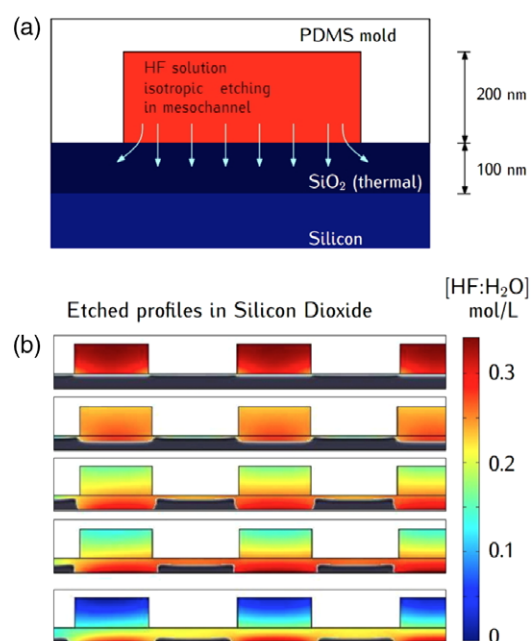 (a)
PDMS mold
HF solution
isotropic etching
in mesochannel
200 nm
100 nm
SiO₂ (thermal)
Silicon
[HF:H₂O]
mol/L
Etched profiles in Silicon Dioxide
(b)
0.3
0.2
0.1
0